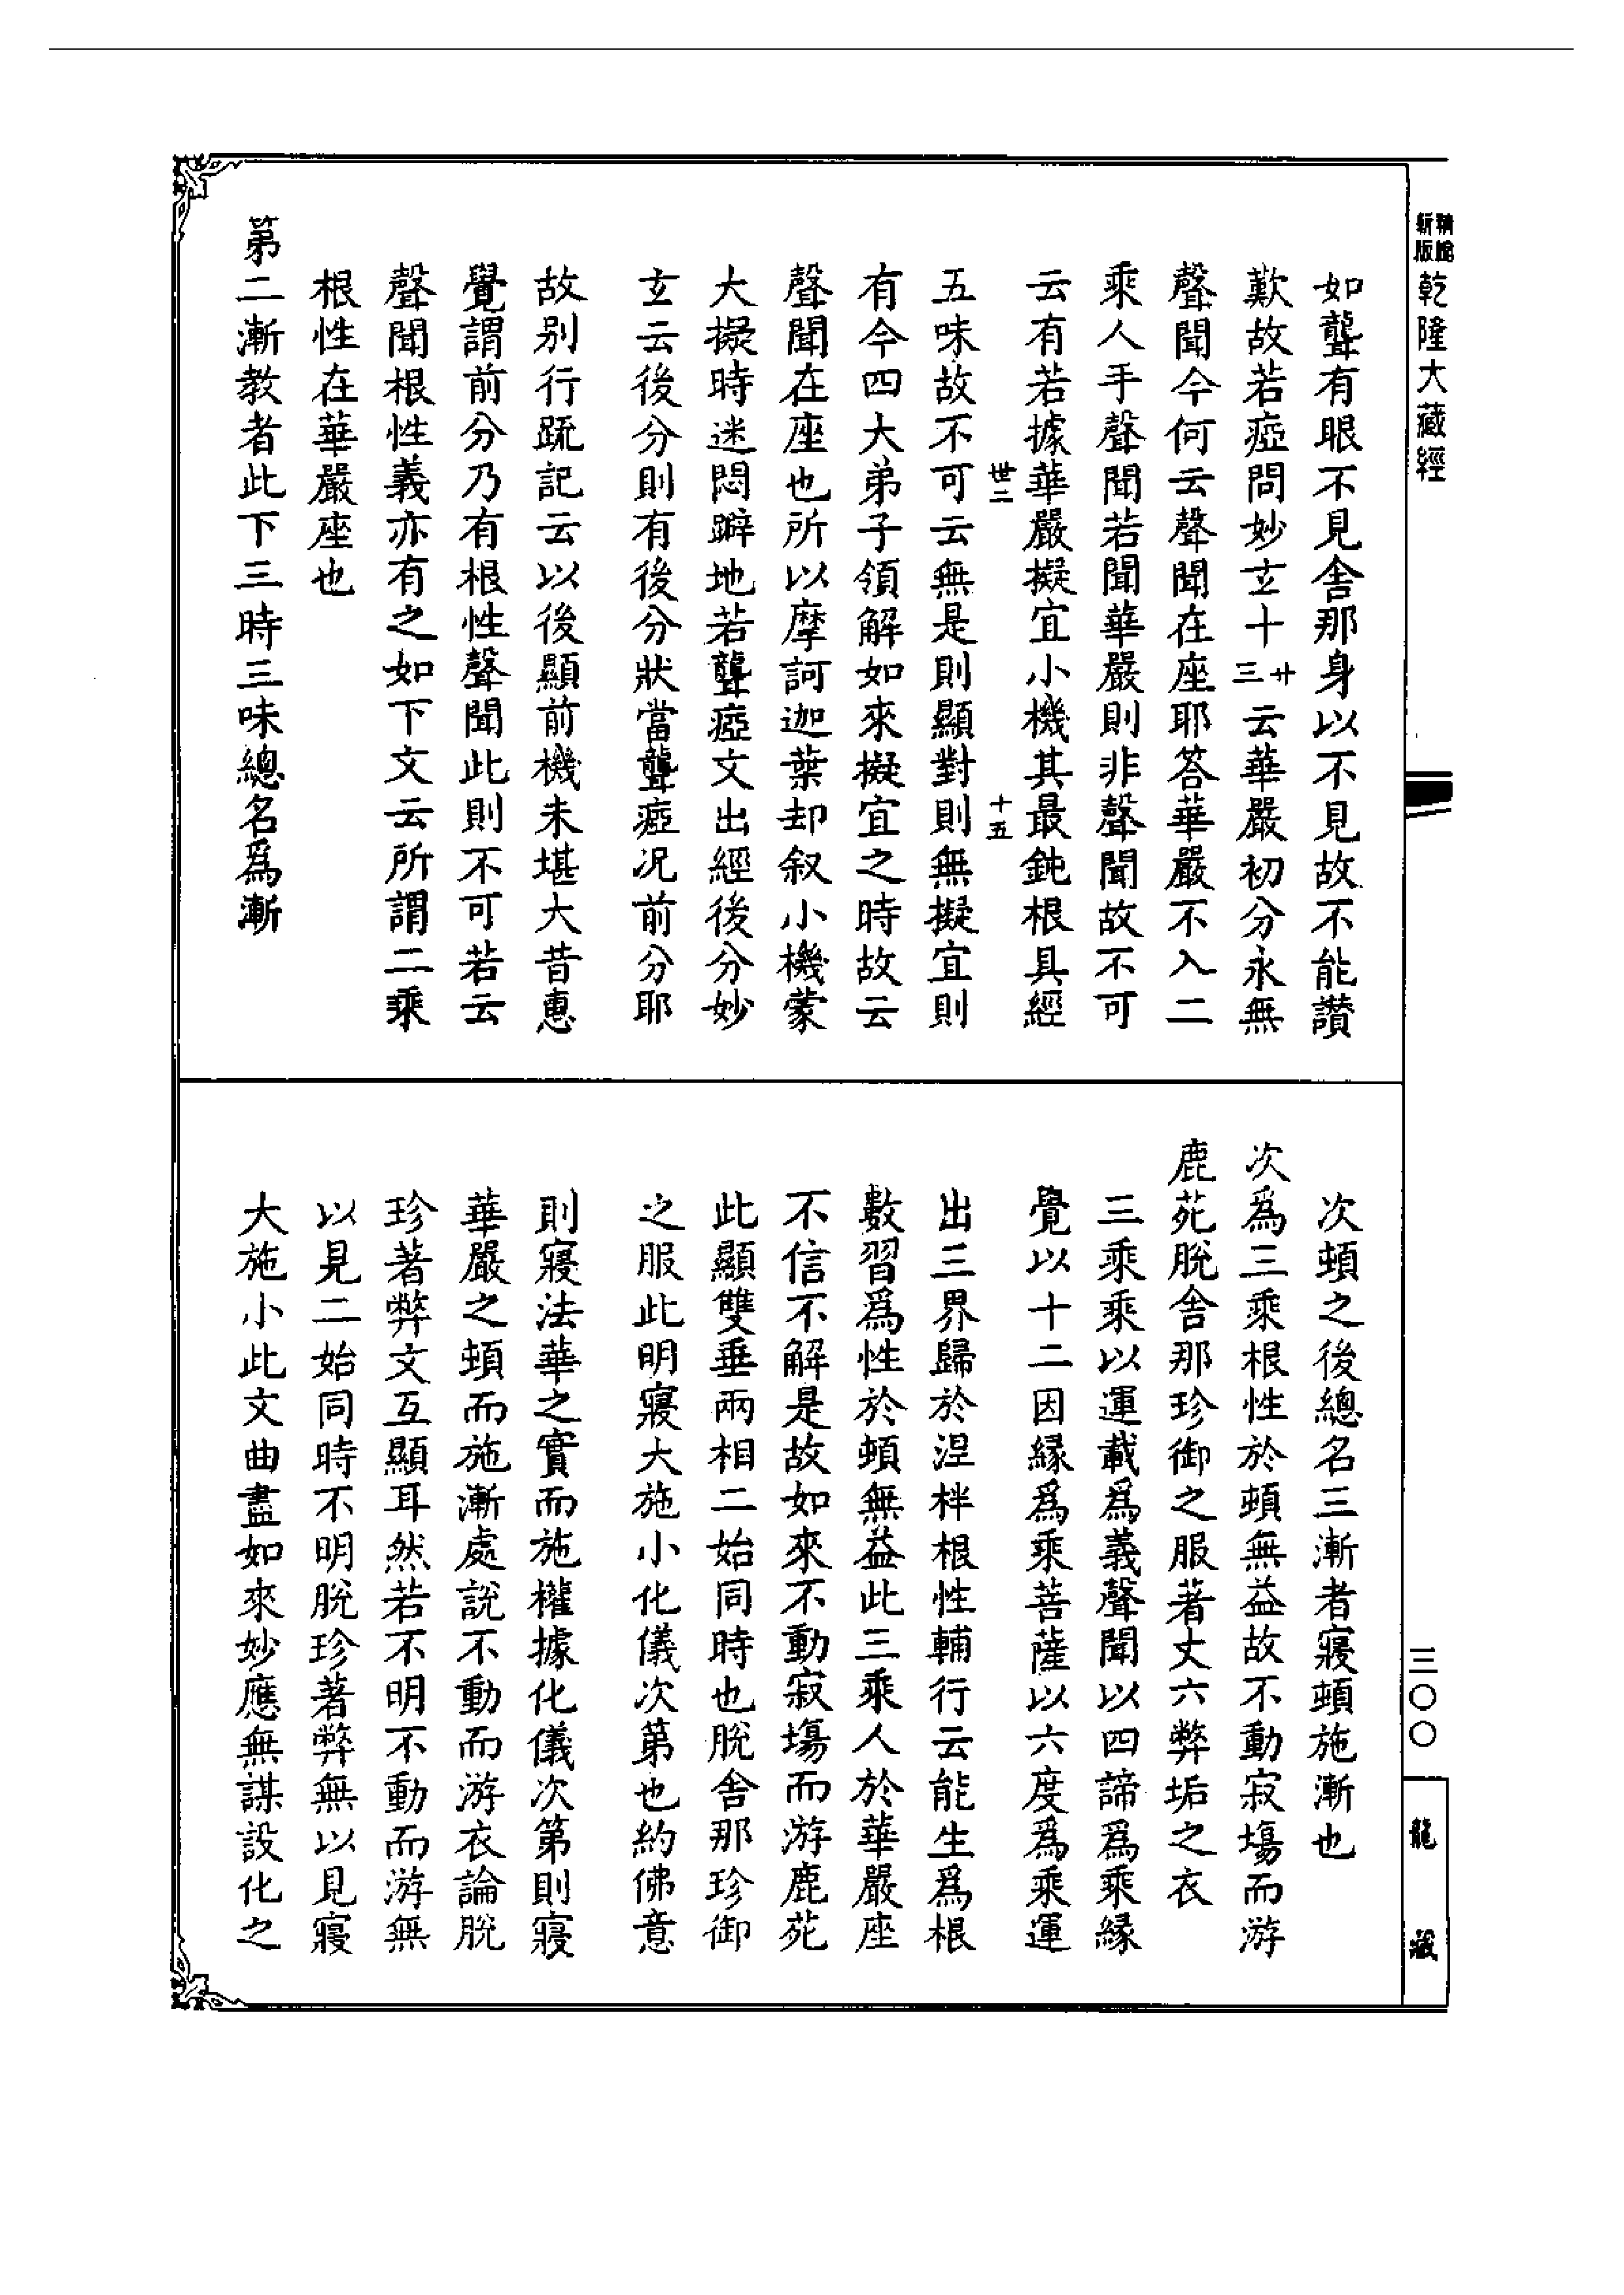 精繪新版乾隆大藏經
如聾有眼不見舍那身以不見故不能讚
歎故若瘂問妙玄十廿三云華嚴初分永無
聲聞今何云聲聞在座耶答華嚴不入二
乘人手聲聞若聞華嚴則非聲聞故不可
云有若據華嚴擬宜小機其最鈍根具經
世二 十五
五味故不可云無是則顯對則無擬宜則
有今四大弟子領解如來擬宜之時故云
聲聞在座也所以摩訶迦葉却叙小機蒙
大擬時迷悶躃地若聾瘂文出經後分妙
玄云後分則有後分狀當聾瘂況前分耶
故別行疏記云以後顯前機未堪大昔惠
覺謂前分乃有根性聲聞此則不可若云
聲聞根性義亦有之如下文云所謂二乘
根性在華嚴座也
第二漸教者此下三時三味總名爲漸
次頓之後總名三漸者寢頓施漸也
次爲三乘根性於頓無益故不動寂場而游
鹿苑脫舍那珍御之服著丈六弊垢之衣
三乘乘以運載爲義聲聞以四諦爲乘緣
覺以十二因緣爲乘菩薩以六度爲乘運
出三界歸於涅槃根性輔行云能生爲根
數習爲性於頓無益此三乘人於華嚴座
不信不解是故如來不動寂場而游鹿苑
此顯雙垂兩相二始同時也脫舍那珍御
之服此明寢大施小化儀次第也約佛意
則寢法華之實而施權據化儀次第則寢
華嚴之頓而施漸處說不動而游衣論脫
珍著弊文互顯耳然若不明不動而游無
以見二始同時不明脫珍著弊無以見寢
大施小此文曲盡如來妙應無謀設化之
三〇〇
龍藏